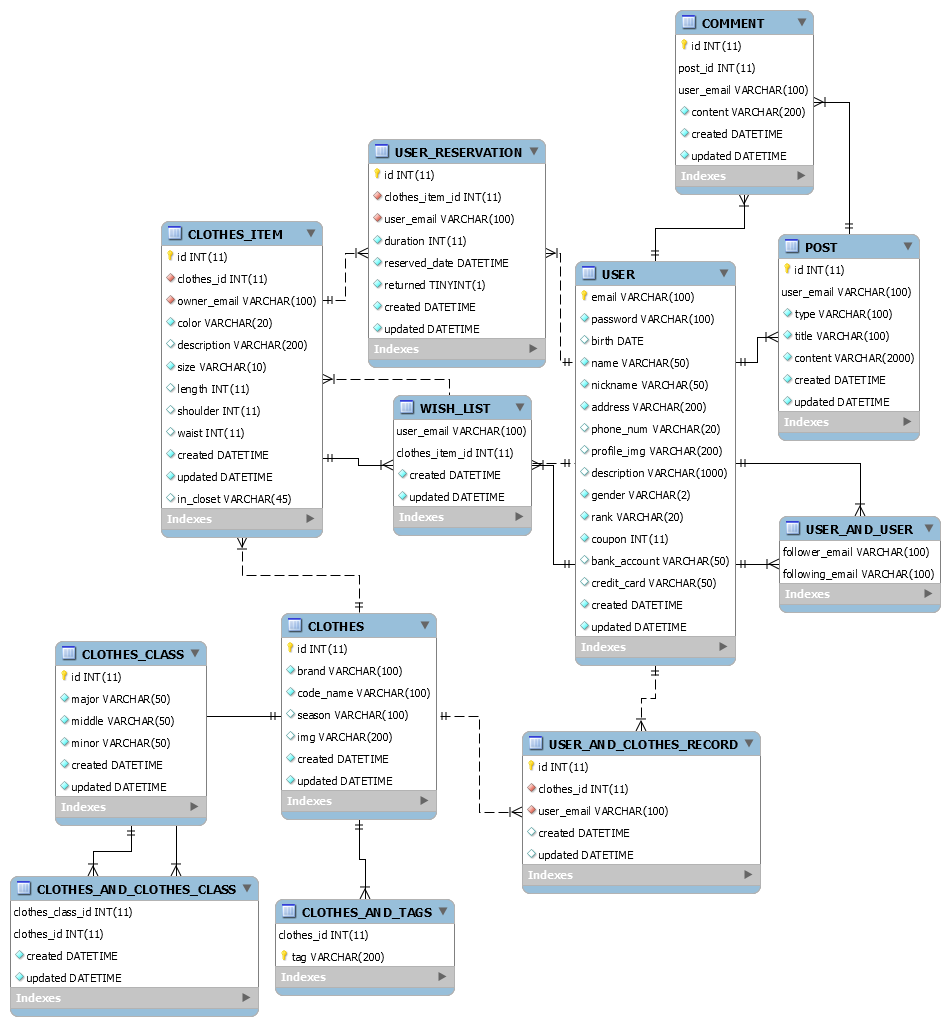 COMMENT
id INT(11)
post_id INT(11)
user_email VARCHAR(100)
content VARCHAR(200)
created DATETIME
updated DATETIME
Indexes
USER_RESERVATION
id INT(11)
clothes_item_id INT(11)
user_email VARCHAR(100)
duration INT(11)
reserved_date DATETIME
returned TINYINT(1)
created DATETIME
updated DATETIME
Indexes
CLOTHES_ITEM
id INT(11)
clothes_id INT(11)
owner_email VARCHAR(100)
color VARCHAR(20)
description VARCHAR(200)
size VARCHAR(10)
length INT(11)
shoulder INT(11)
waist INT(11)
created DATETIME
updated DATETIME
in_closet VARCHAR(45)
Indexes
POST
id INT(11)
user_email VARCHAR(100)
type VARCHAR(100)
title VARCHAR(100)
content VARCHAR(2000)
created DATETIME
updated DATETIME
Indexes
USER
email VARCHAR(100)
password VARCHAR(100)
birth DATE
name VARCHAR(50)
nickname VARCHAR(50)
address VARCHAR(200)
phone_num VARCHAR(20)
profile_img VARCHAR(200)
description VARCHAR(1000)
gender VARCHAR(2)
rank VARCHAR(20)
coupon INT(11)
bank_account VARCHAR(50)
credit_card VARCHAR(50)
created DATETIME
updated DATETIME
Indexes
WISH_LIST
user_email VARCHAR(100)
clothes_item_id INT(11)
created DATETIME
updated DATETIME
Indexes
USER_AND_USER
follower_email VARCHAR(100)
following_email VARCHAR(100)
Indexes
CLOTHES
id INT(11)
brand VARCHAR(100)
code_name VARCHAR(100)
season VARCHAR(100)
img VARCHAR(200)
created DATETIME
updated DATETIME
Indexes
CLOTHES_CLASS
id INT(11)
major VARCHAR(50)
middle VARCHAR(50)
minor VARCHAR(50)
created DATETIME
updated DATETIME
Indexes
USER_AND_CLOTHES_RECORD
id INT(11)
clothes_id INT(11)
user_email VARCHAR(100)
created DATETIME
updated DATETIME
Indexes
CLOTHES_AND_CLOTHES_CLASS
clothes_class_id INT(11)
clothes_id INT(11)
created DATETIME
updated DATETIME
Indexes
CLOTHES_AND_TAGS
clothes_id INT(11)
tag VARCHAR(200)
Indexes